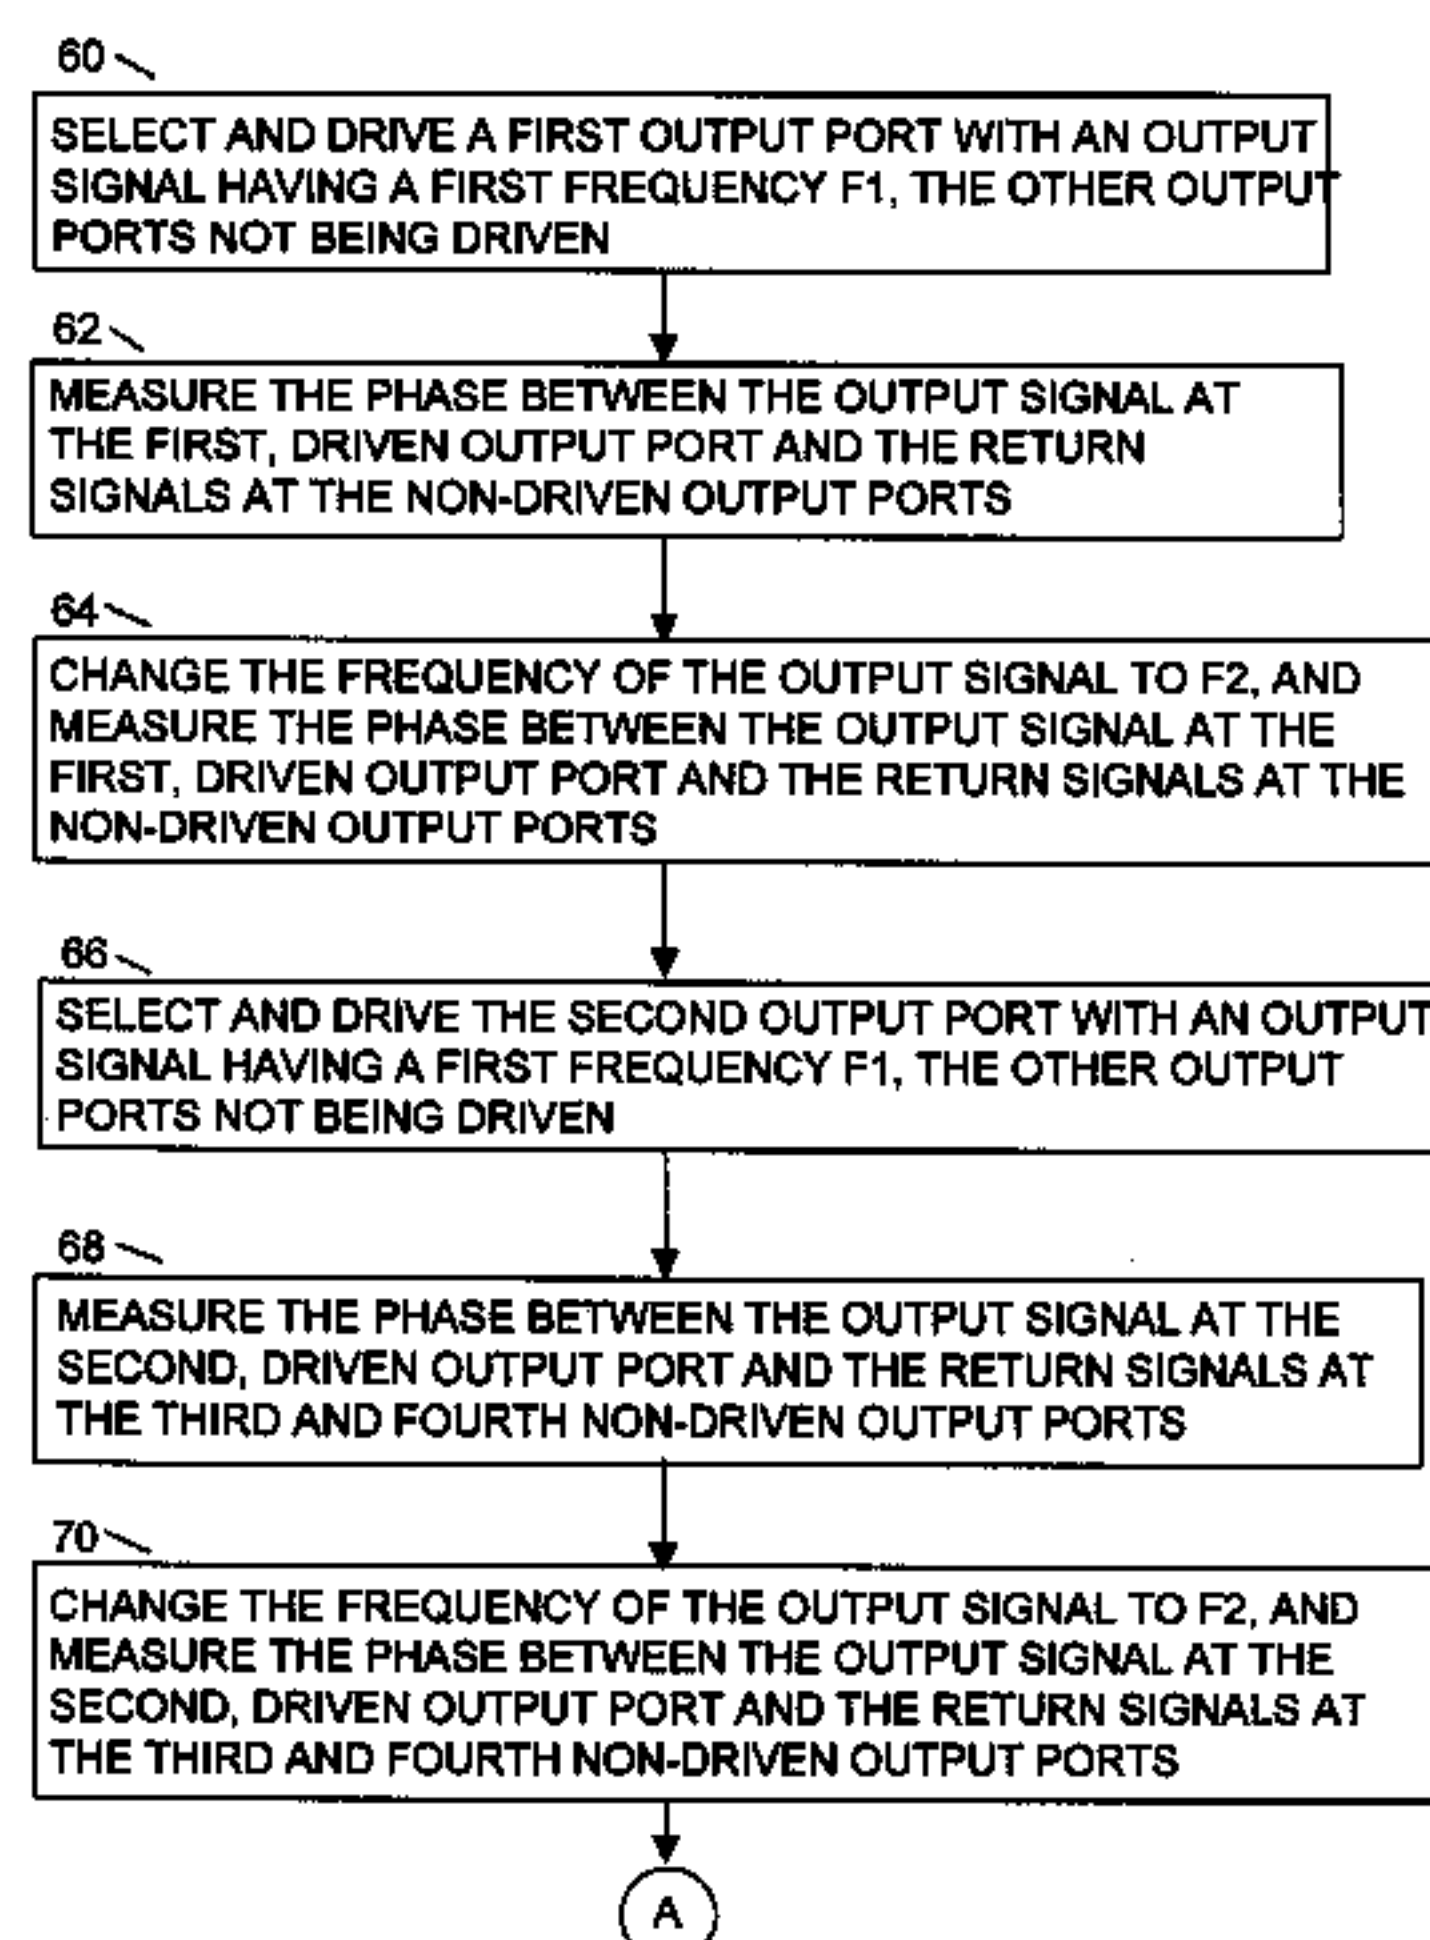 60
SELECT AND DRIVE A FIRST OUTPUT PORT WITH AN OUTPUT
SIGNAL HAVING A FIRST FREQUENCY F1, THE OTHER OUTPUT
PORTS NOT BEING DRIVEN
62
MEASURE THE PHASE BETWEEN THE OUTPUT SIGNAL AT
THE FIRST, DRIVEN OUTPUT PORT AND THE RETURN
SIGNALS AT THE NON-DRIVEN OUTPUT PORTS
64
CHANGE THE FREQUENCY OF THE OUTPUT SIGNAL TO F2, AND
MEASURE THE PHASE BETWEEN THE OUTPUT SIGNAL AT THE
FIRST, DRIVEN OUTPUT PORT AND THE RETURN SIGNALS AT THE
NON-DRIVEN OUTPUT PORTS
66
SELECT AND DRIVE THE SECOND OUTPUT PORT WITH AN OUTPUT
SIGNAL HAVING A FIRST FREQUENCY F1, THE OTHER OUTPUT
PORTS NOT BEING DRIVEN
68
MEASURE THE PHASE BETWEEN THE OUTPUT SIGNAL AT THE
SECOND, DRIVEN OUTPUT PORT AND THE RETURN SIGNALS AT
THE THIRD AND FOURTH NON-DRIVEN OUTPUT PORTS
70
CHANGE THE FREQUENCY OF THE OUTPUT SIGNAL TO F2, AND
MEASURE THE PHASE BETWEEN THE OUTPUT SIGNAL AT THE
SECOND, DRIVEN OUTPUT PORT AND THE RETURN SIGNALS AT
THE THIRD AND FOURTH NON-DRIVEN OUTPUT PORTS
A